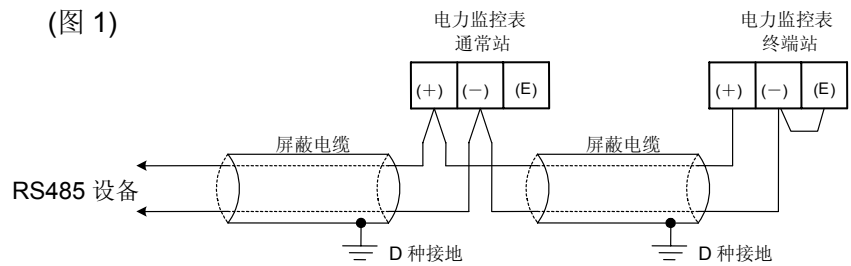 (图 1)
电力监控表
通常站
电力监控表
终端站
(+) (-) (E)
(+) (-) (E)
屏蔽电缆
屏蔽电缆
RS485 设备
D 种接地
D 种接地